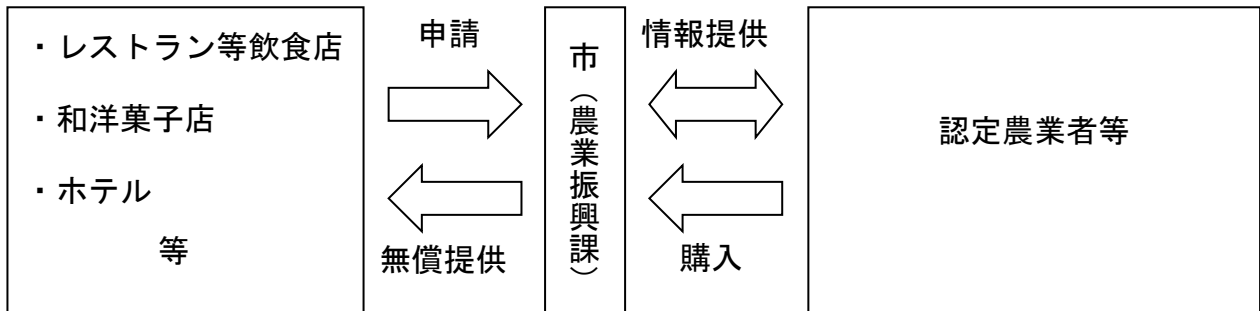 ・レストラン等飲食店
・和洋菓子店
・ホテル
等
申請
無償提供
市（農業振興課）
情報提供
購入
認定農業者等